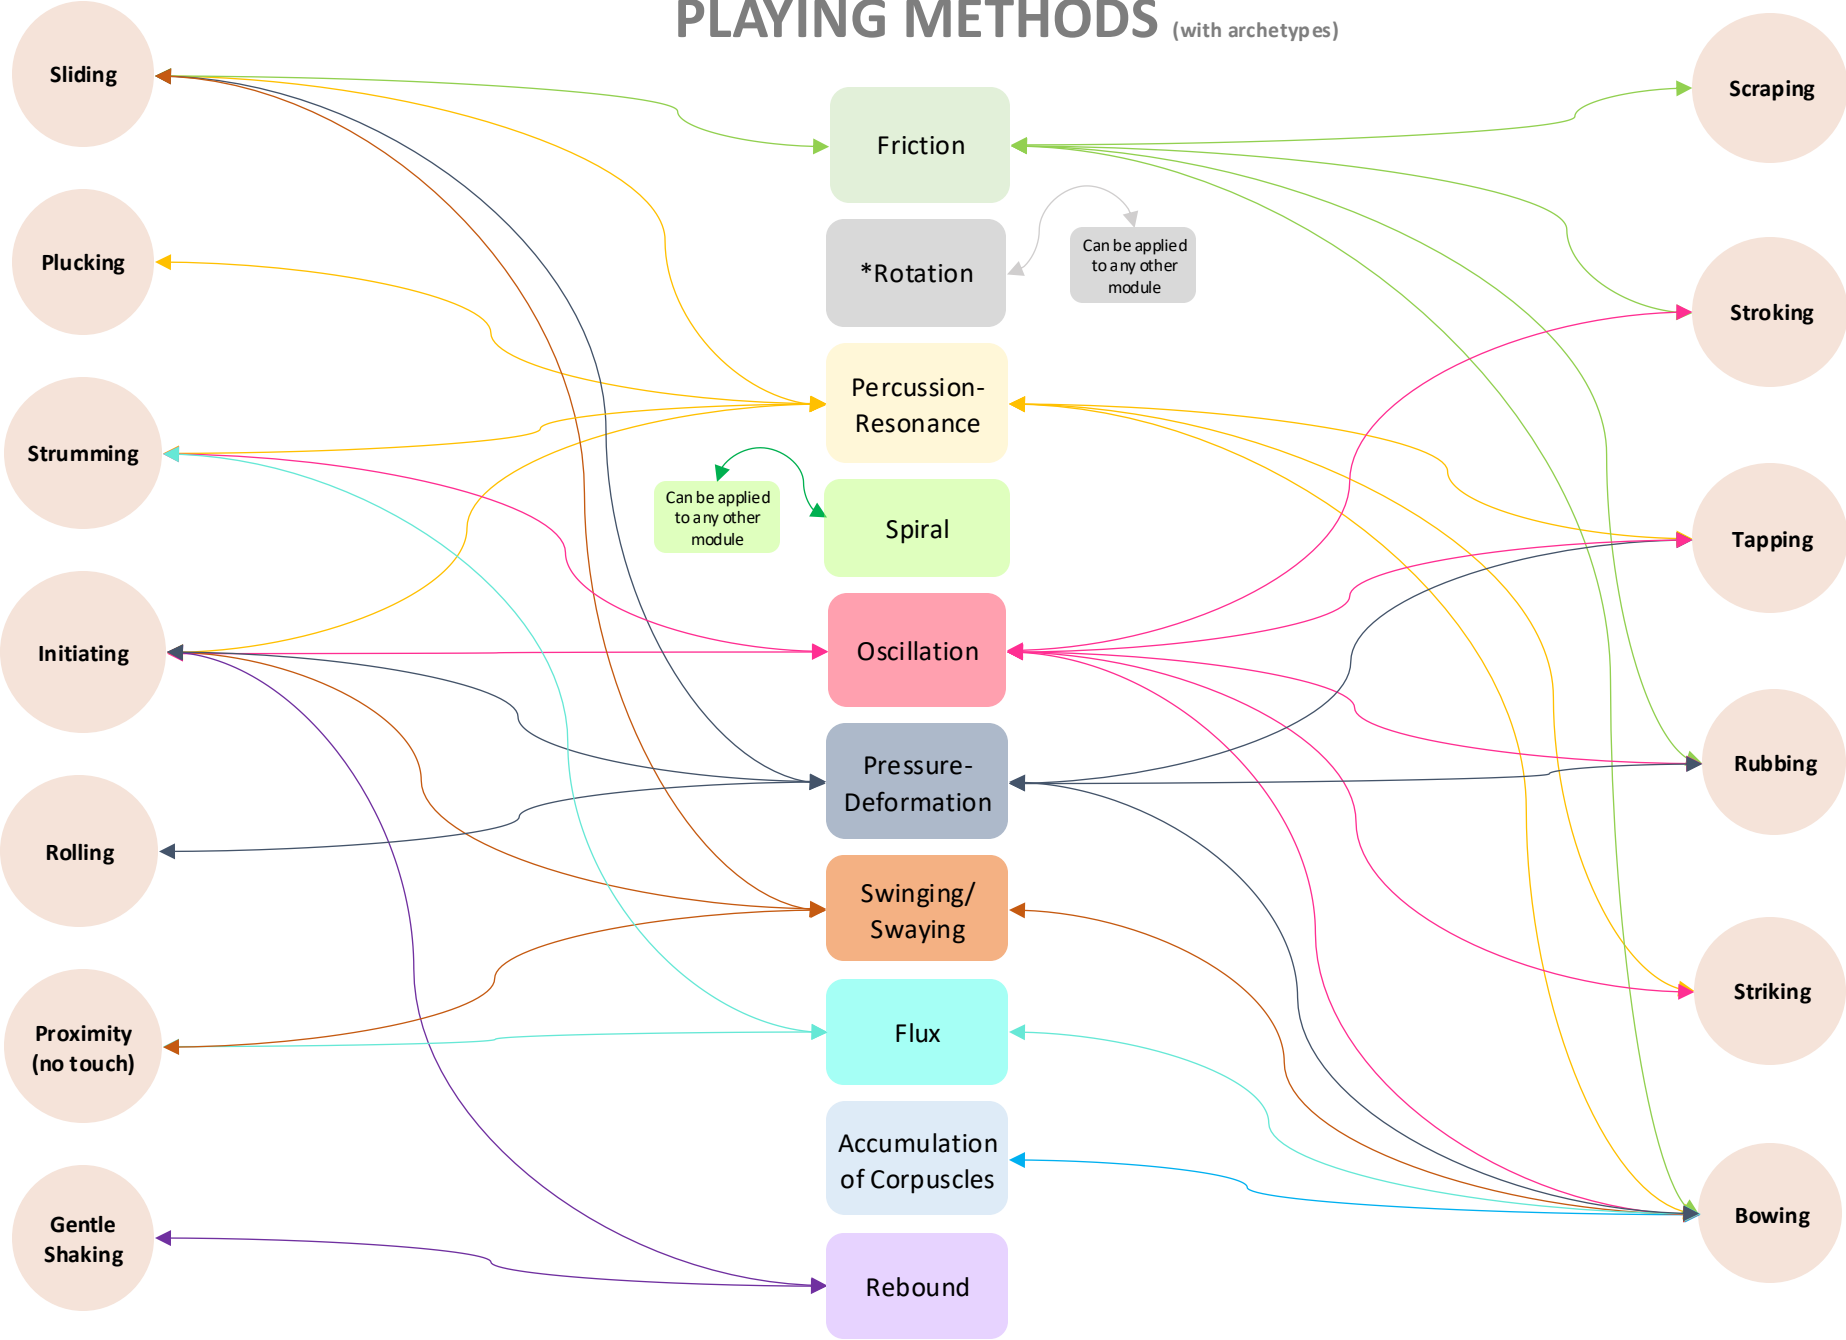 PLAYING METHODS (with archetypes)
Sliding
Plucking
Strumming
Initiating
Rolling
Proximity
(no touch)
Gentle
Shaking
Friction
*Rotation
Can be applied
to any other
module
Percussion-
Resonance
Can be applied
to any other
module
Spiral
Oscillation
Pressure-
Deformation
Swinging/
Swaying
Flux
Accumulation
of Corpuscles
Rebound
Scraping
Stroking
Tapping
Rubbing
Striking
Bowing